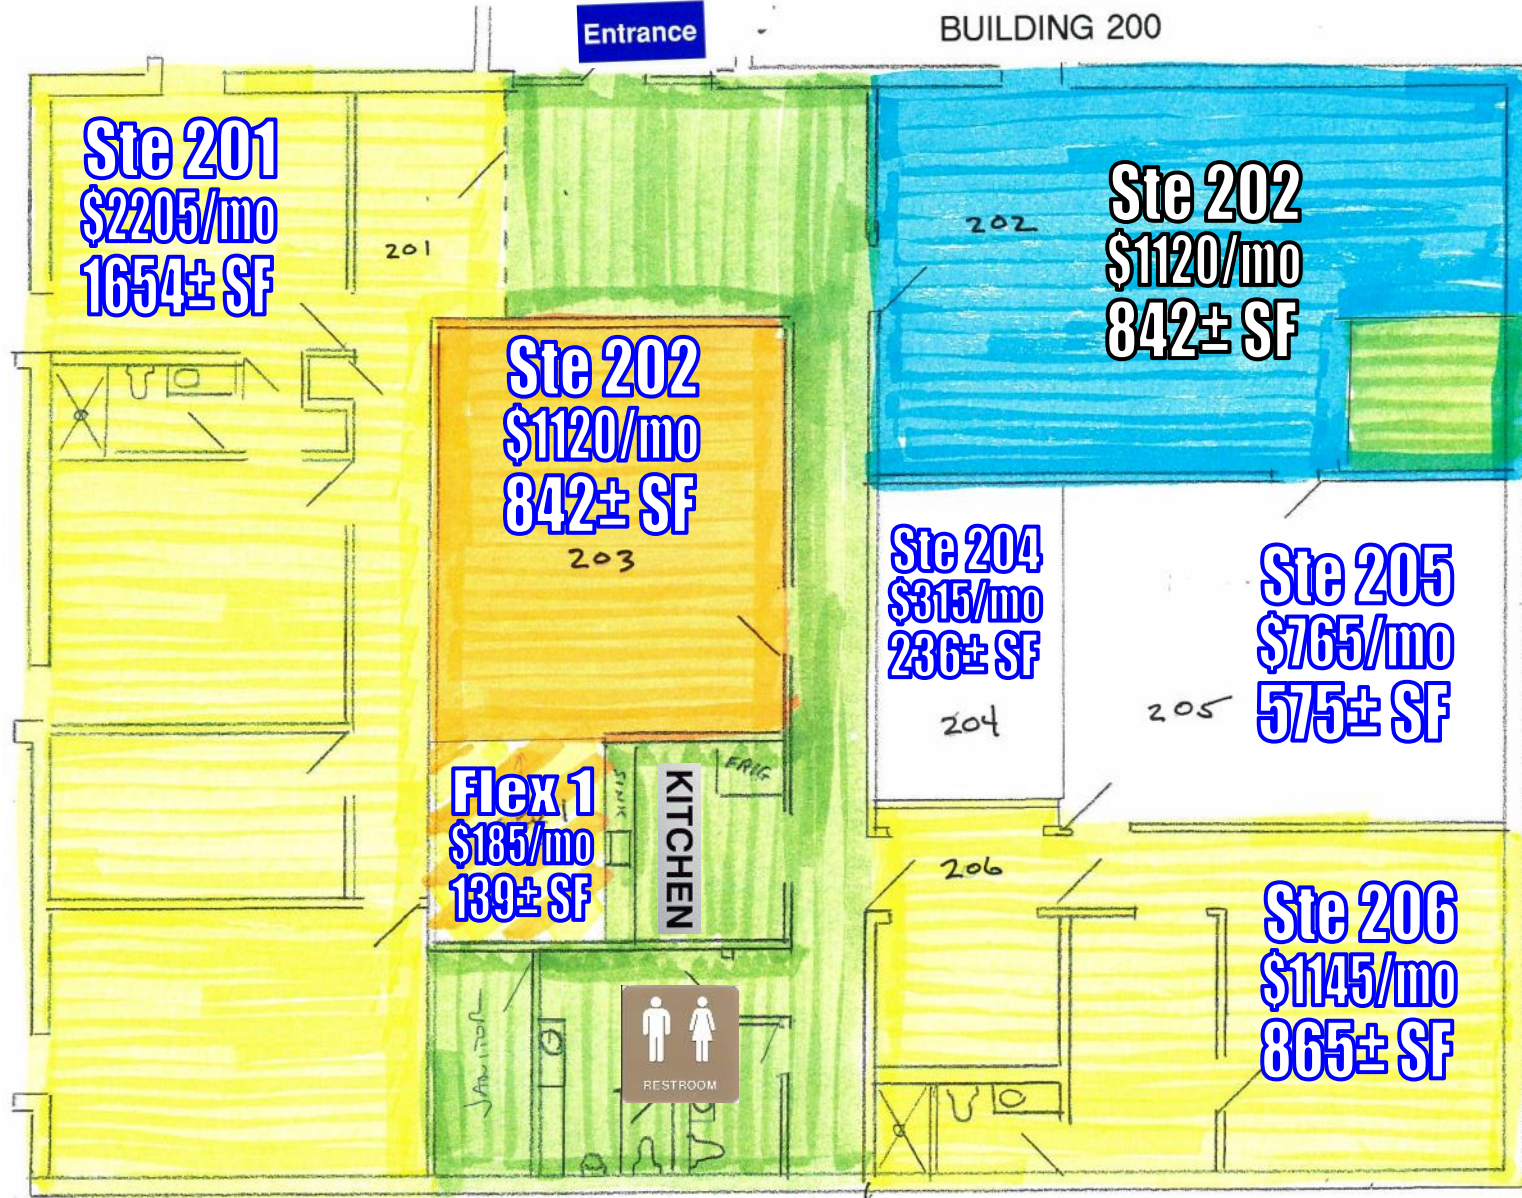 Entrance
BUILDING 200
Ste 201
$2205/mo
1654± SF
201
Ste 202
$1120/mo
842± SF
202
Ste 202
$1120/mo
842± SF
203
Ste 204
$315/mo
236± SF
204
Ste 205
$765/mo
575± SF
205
Flex 1
$185/mo
139± SF
SINK
FRIG
KITCHEN
206
Ste 206
$1145/mo
865± SF
JANITOR
RESTROOM